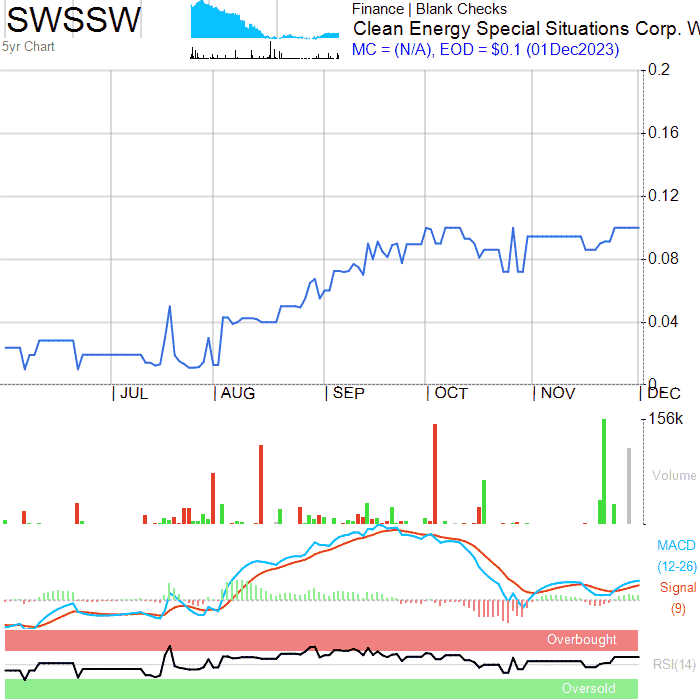 SWSSW
5yr Chart
Finance | Blank Checks
Clean Energy Special Situations Corp. W
MC = (N/A), EOD = $0.1 (01Dec2023)
0.2
0.16
0.12
0.08
0.04
0
| JUL | AUG | SEP | OCT | NOV | DEC
156k
Volume
MACD
(12-26)
Signal
(9)
Overbought
RSI(14)
Oversold